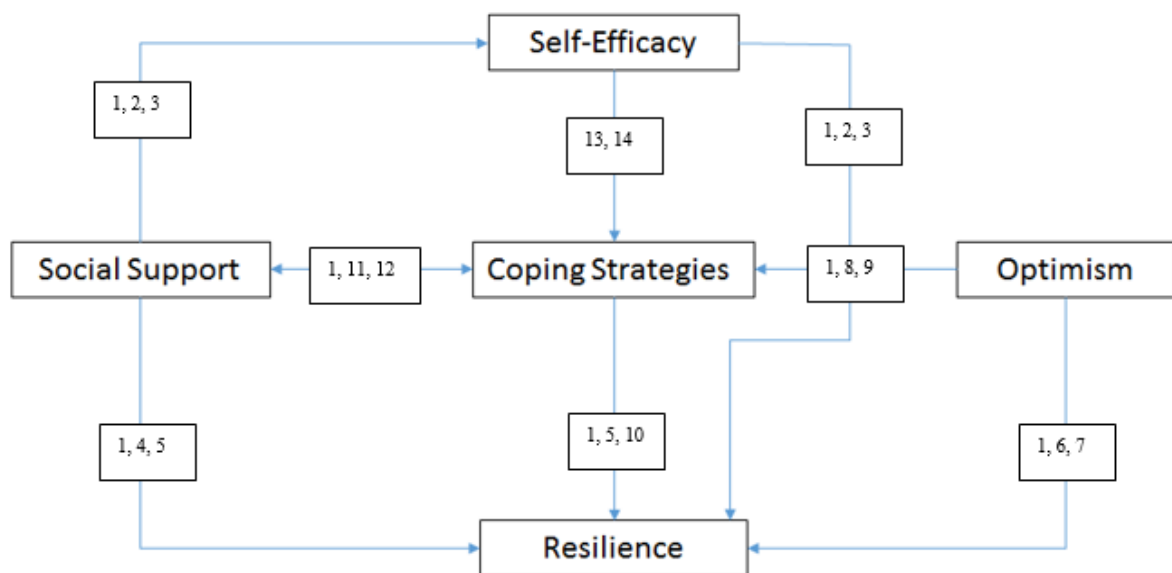 Self-Efficacy
1, 2, 3
13, 14
1, 2, 3
Social Support
1, 11, 12
Coping Strategies
1, 8, 9
Optimism
1, 4, 5
1, 5, 10
1, 6, 7
Resilience